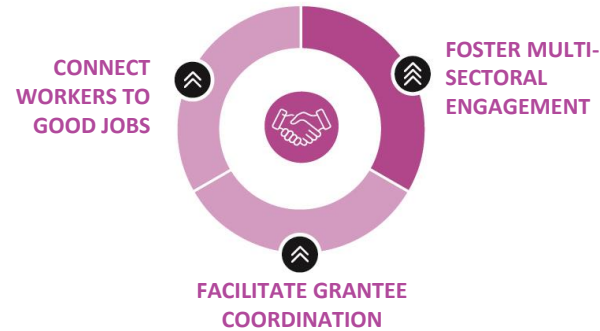 CONNECT
WORKERS TO
GOOD JOBS
FOSTER MULTI-
SECTORAL
ENGAGEMENT
FACILITATE GRANTEE
COORDINATION